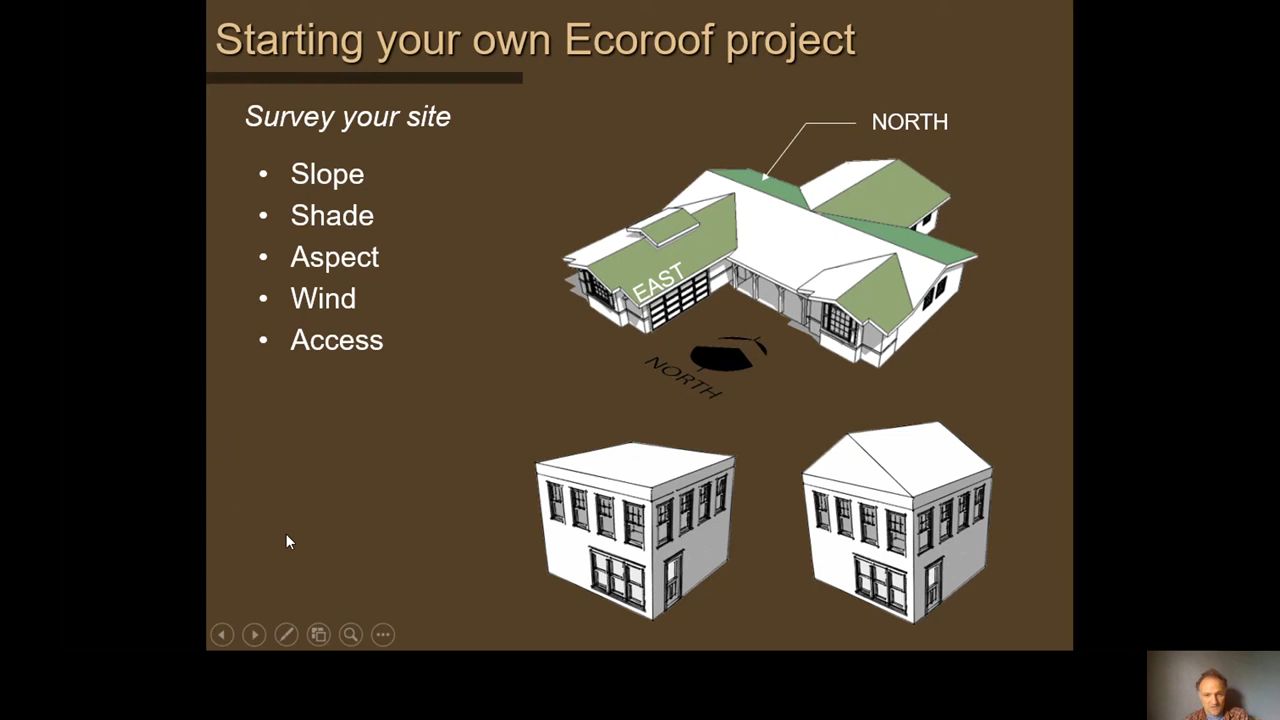 Starting your own Ecoroof project
Survey your site
• Slope
• Shade
• Aspect
• Wind
• Access
NORTH
EAST
NORTH